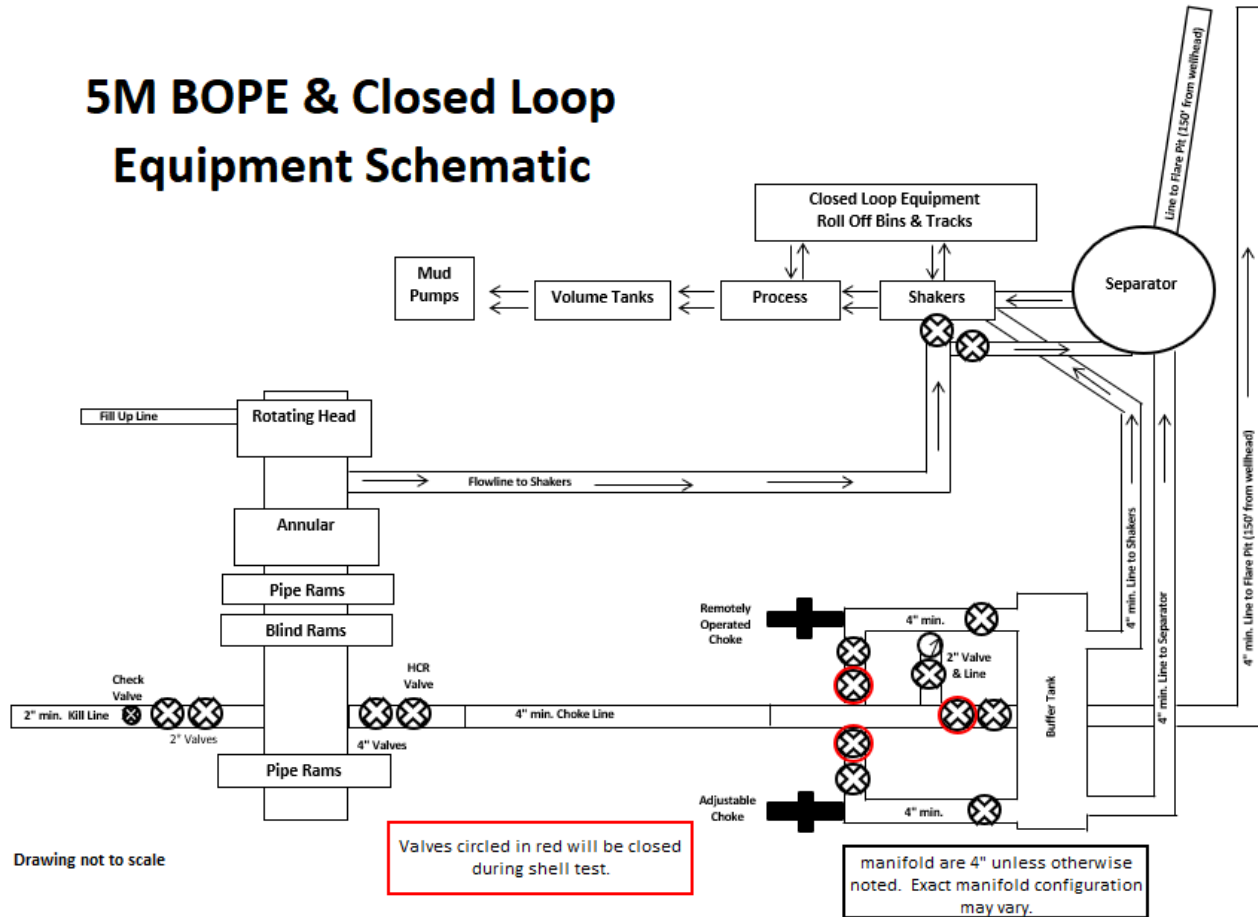 5M BOPE & Closed Loop
Equipment Schematic
Line to Flare Pit (150' from wellhead)
Closed Loop Equipment
Roll Off Bins & Tracks
Mud
Pumps
Volume Tanks
Process
Shakers
Separator
Fill Up Line
Rotating Head
Flowline to Shakers
Annular
Pipe Rams
Blind Rams
Check
Valve
HCR
Valve
2" min.  Kill Line
2" Valves
4" Valves
4" min. Choke Line
Pipe Rams
Remotely
Operated
Choke
4" min.
2" Valve
& Line
Adjustable
Choke
4" min.
Buffer Tank
4" min. Line to Shakers
4" min. Line to Separator
4" min. Line to Flare Pit (150' from wellhead)
Drawing not to scale
Valves circled in red will be closed
during shell test.
manifold are 4" unless otherwise
noted.  Exact manifold configuration
may vary.